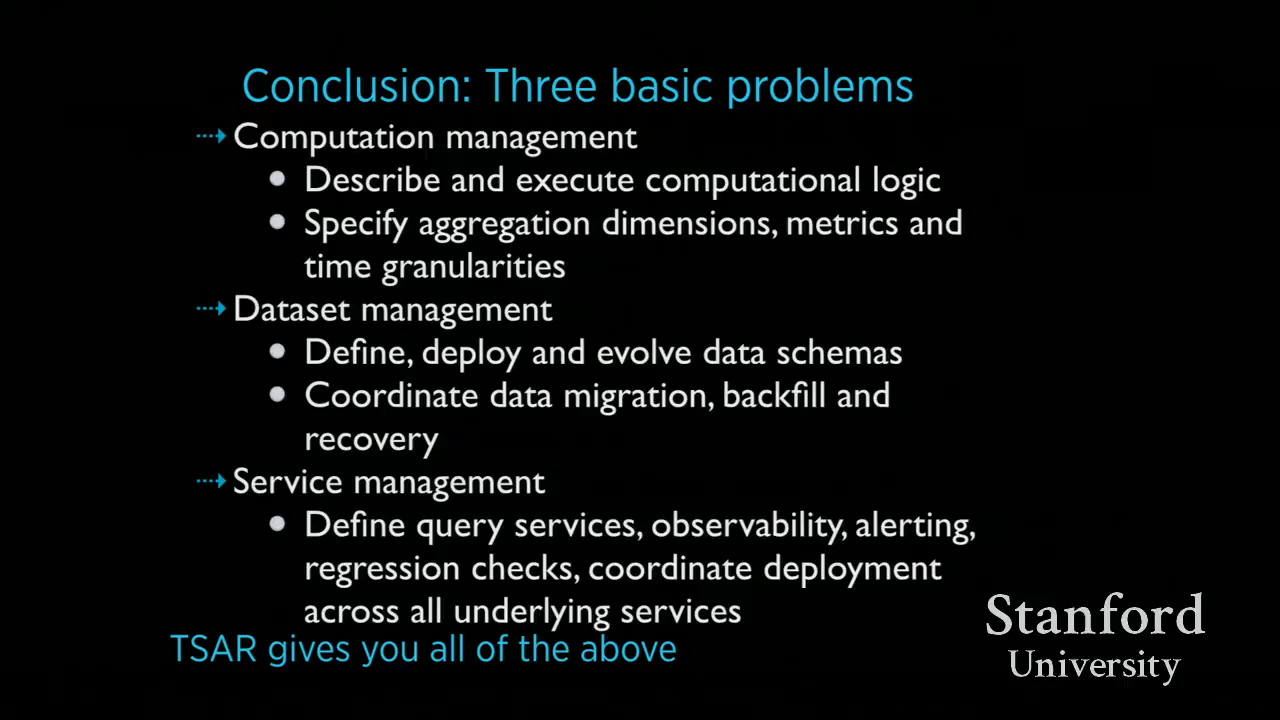 Conclusion: Three basic problems
Computation management
Describe and execute computational logic
Specify aggregation dimensions, metrics and
time granularities
Dataset management
Define, deploy and evolve data schemas
Coordinate data migration, backfill and
recovery
Service management
Define query services, observability, alerting,
regression checks, coordinate deployment
across all underlying services
TSAR gives you all of the above
Stanford
University